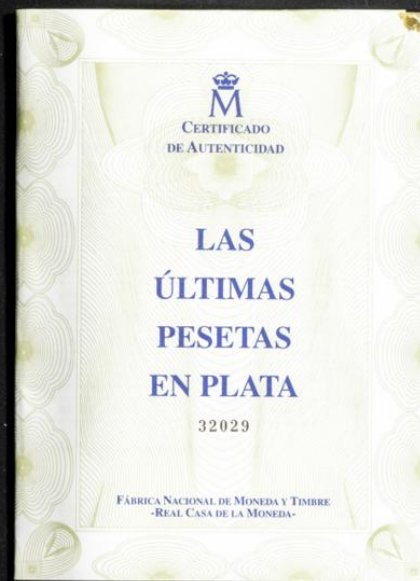 M
CERTIFICADO
DE AUTENTICIDAD
LAS
ÚLTIMAS
PESETAS
EN PLATA
32029
FÁBRICA NACIONAL DE MONEDA Y TIMBRE
-REAL CASA DE LA MONEDA-